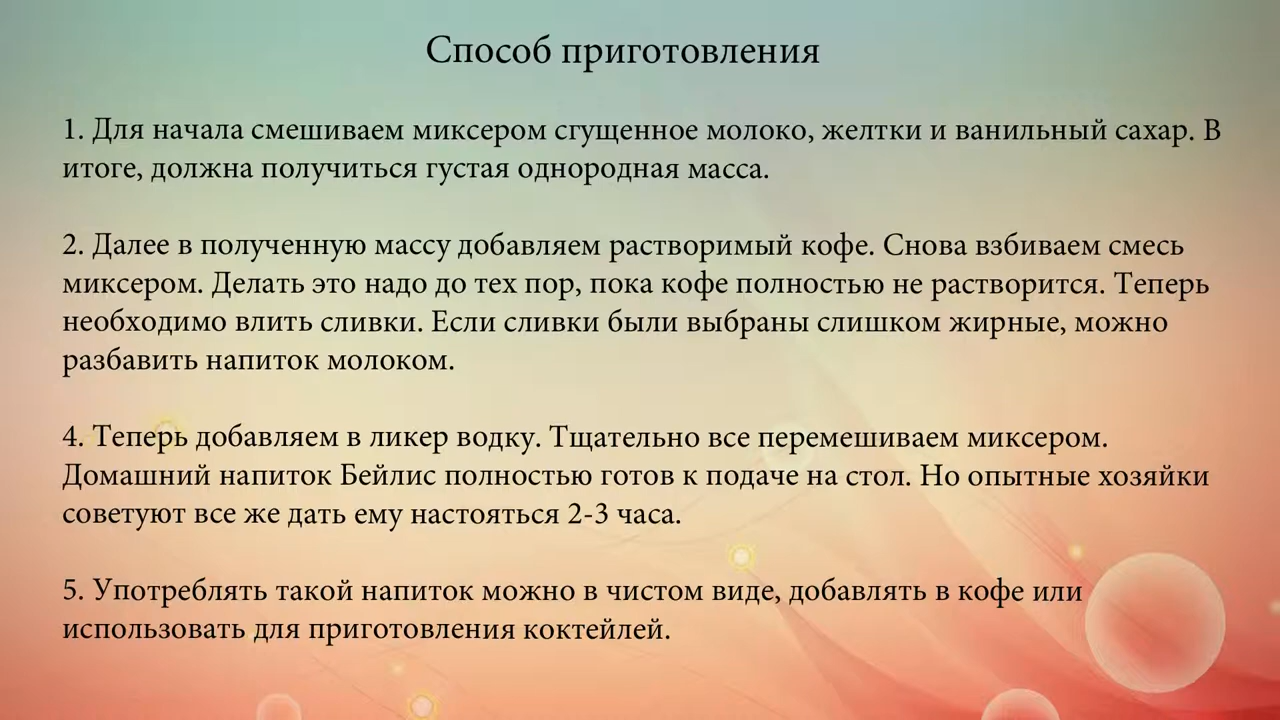 Способ приготовления
1. Для начала смешиваем миксером сгущенное молоко, желтки и ванильный сахар. В
итоге, должна получиться густая однородная масса.
2. Далее в полученную массу добавляем растворимый кофе. Снова взбиваем смесь
миксером. Делать это надо до тех пор, пока кофе полностью не растворится. Теперь
необходимо влить сливки. Если сливки были выбраны слишком жирные, можно
разбавить напиток молоком.
4. Теперь добавляем в ликер водку. Тщательно все перемешиваем миксером.
Домашний напиток Бейлис полностью готов к подаче на стол. Но опытные хозяйки
советуют все же дать ему настояться 2-3 часа.
5. Употреблять такой напиток можно в чистом виде, добавлять в кофе или
использовать для приготовления коктейлей.